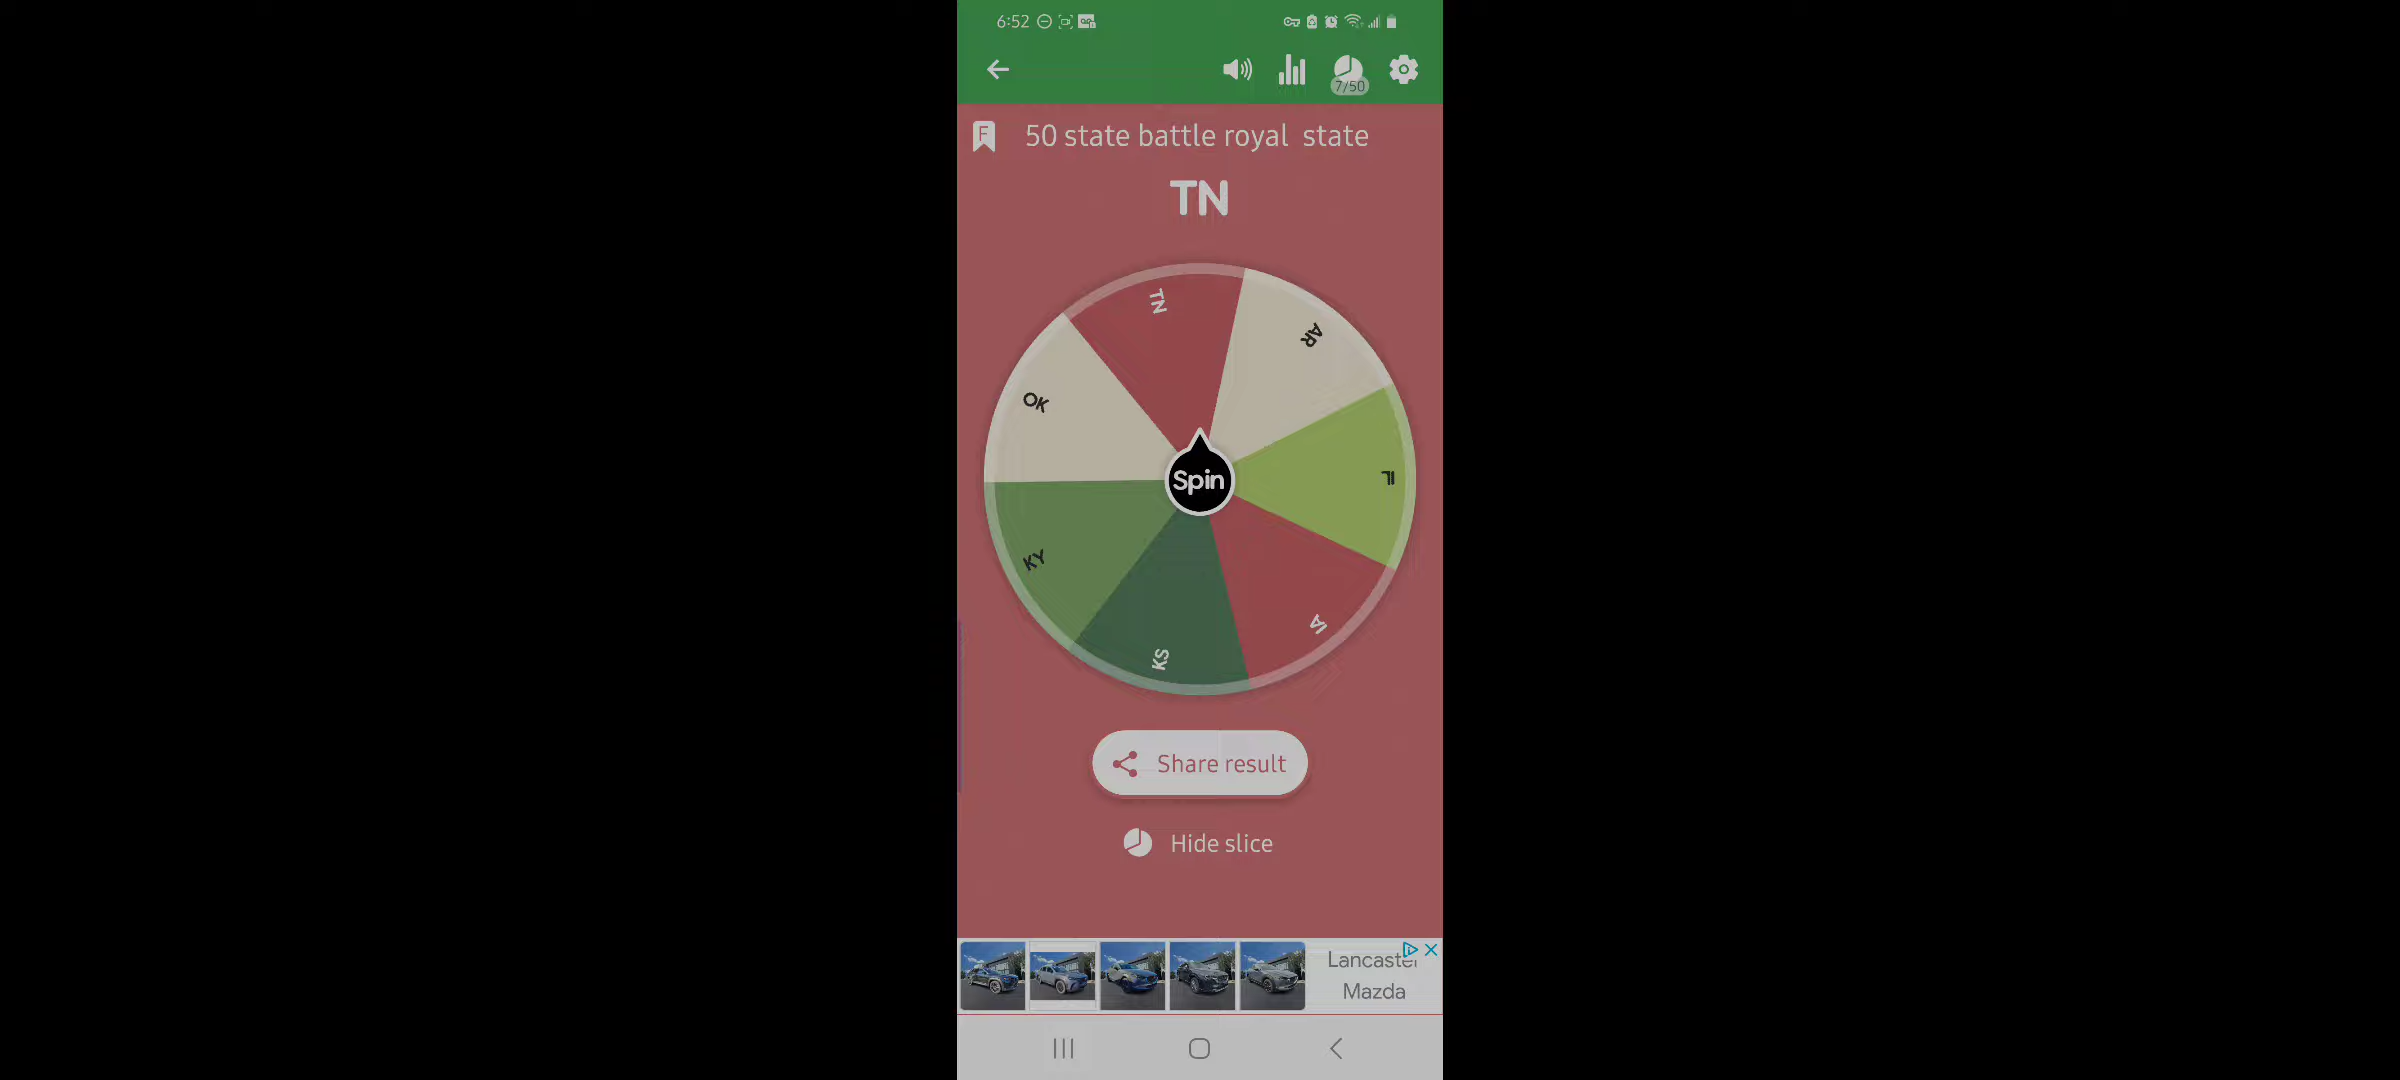 6:52
7/50
F 50 state battle royal state
TN
TN
AR
OK
IL
Spin
KY
IA
KS
Share result
Hide slice
Lancaster
Mazda